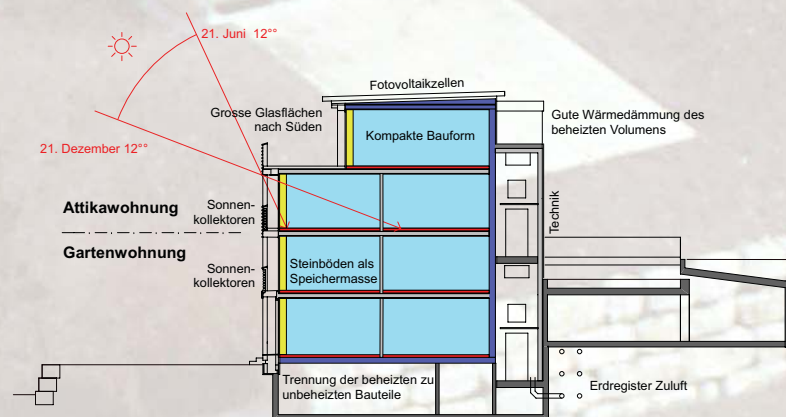 21. Juni 12°°
Fotovoltaikzellen
Grosse Glasflächen
nach Süden
Kompakte Bauform
Gute Wärmedämmung des
beheizten Volumens
21. Dezember 12°°
Attikawohnung
Sonnen-
kollektoren
Technik
Gartenwohnung
Sonnen-
kollektoren
Steinböden als
Speichermasse
Trennung der beheizten zu
unbeheizten Bauteile
Erdregister Zuluft